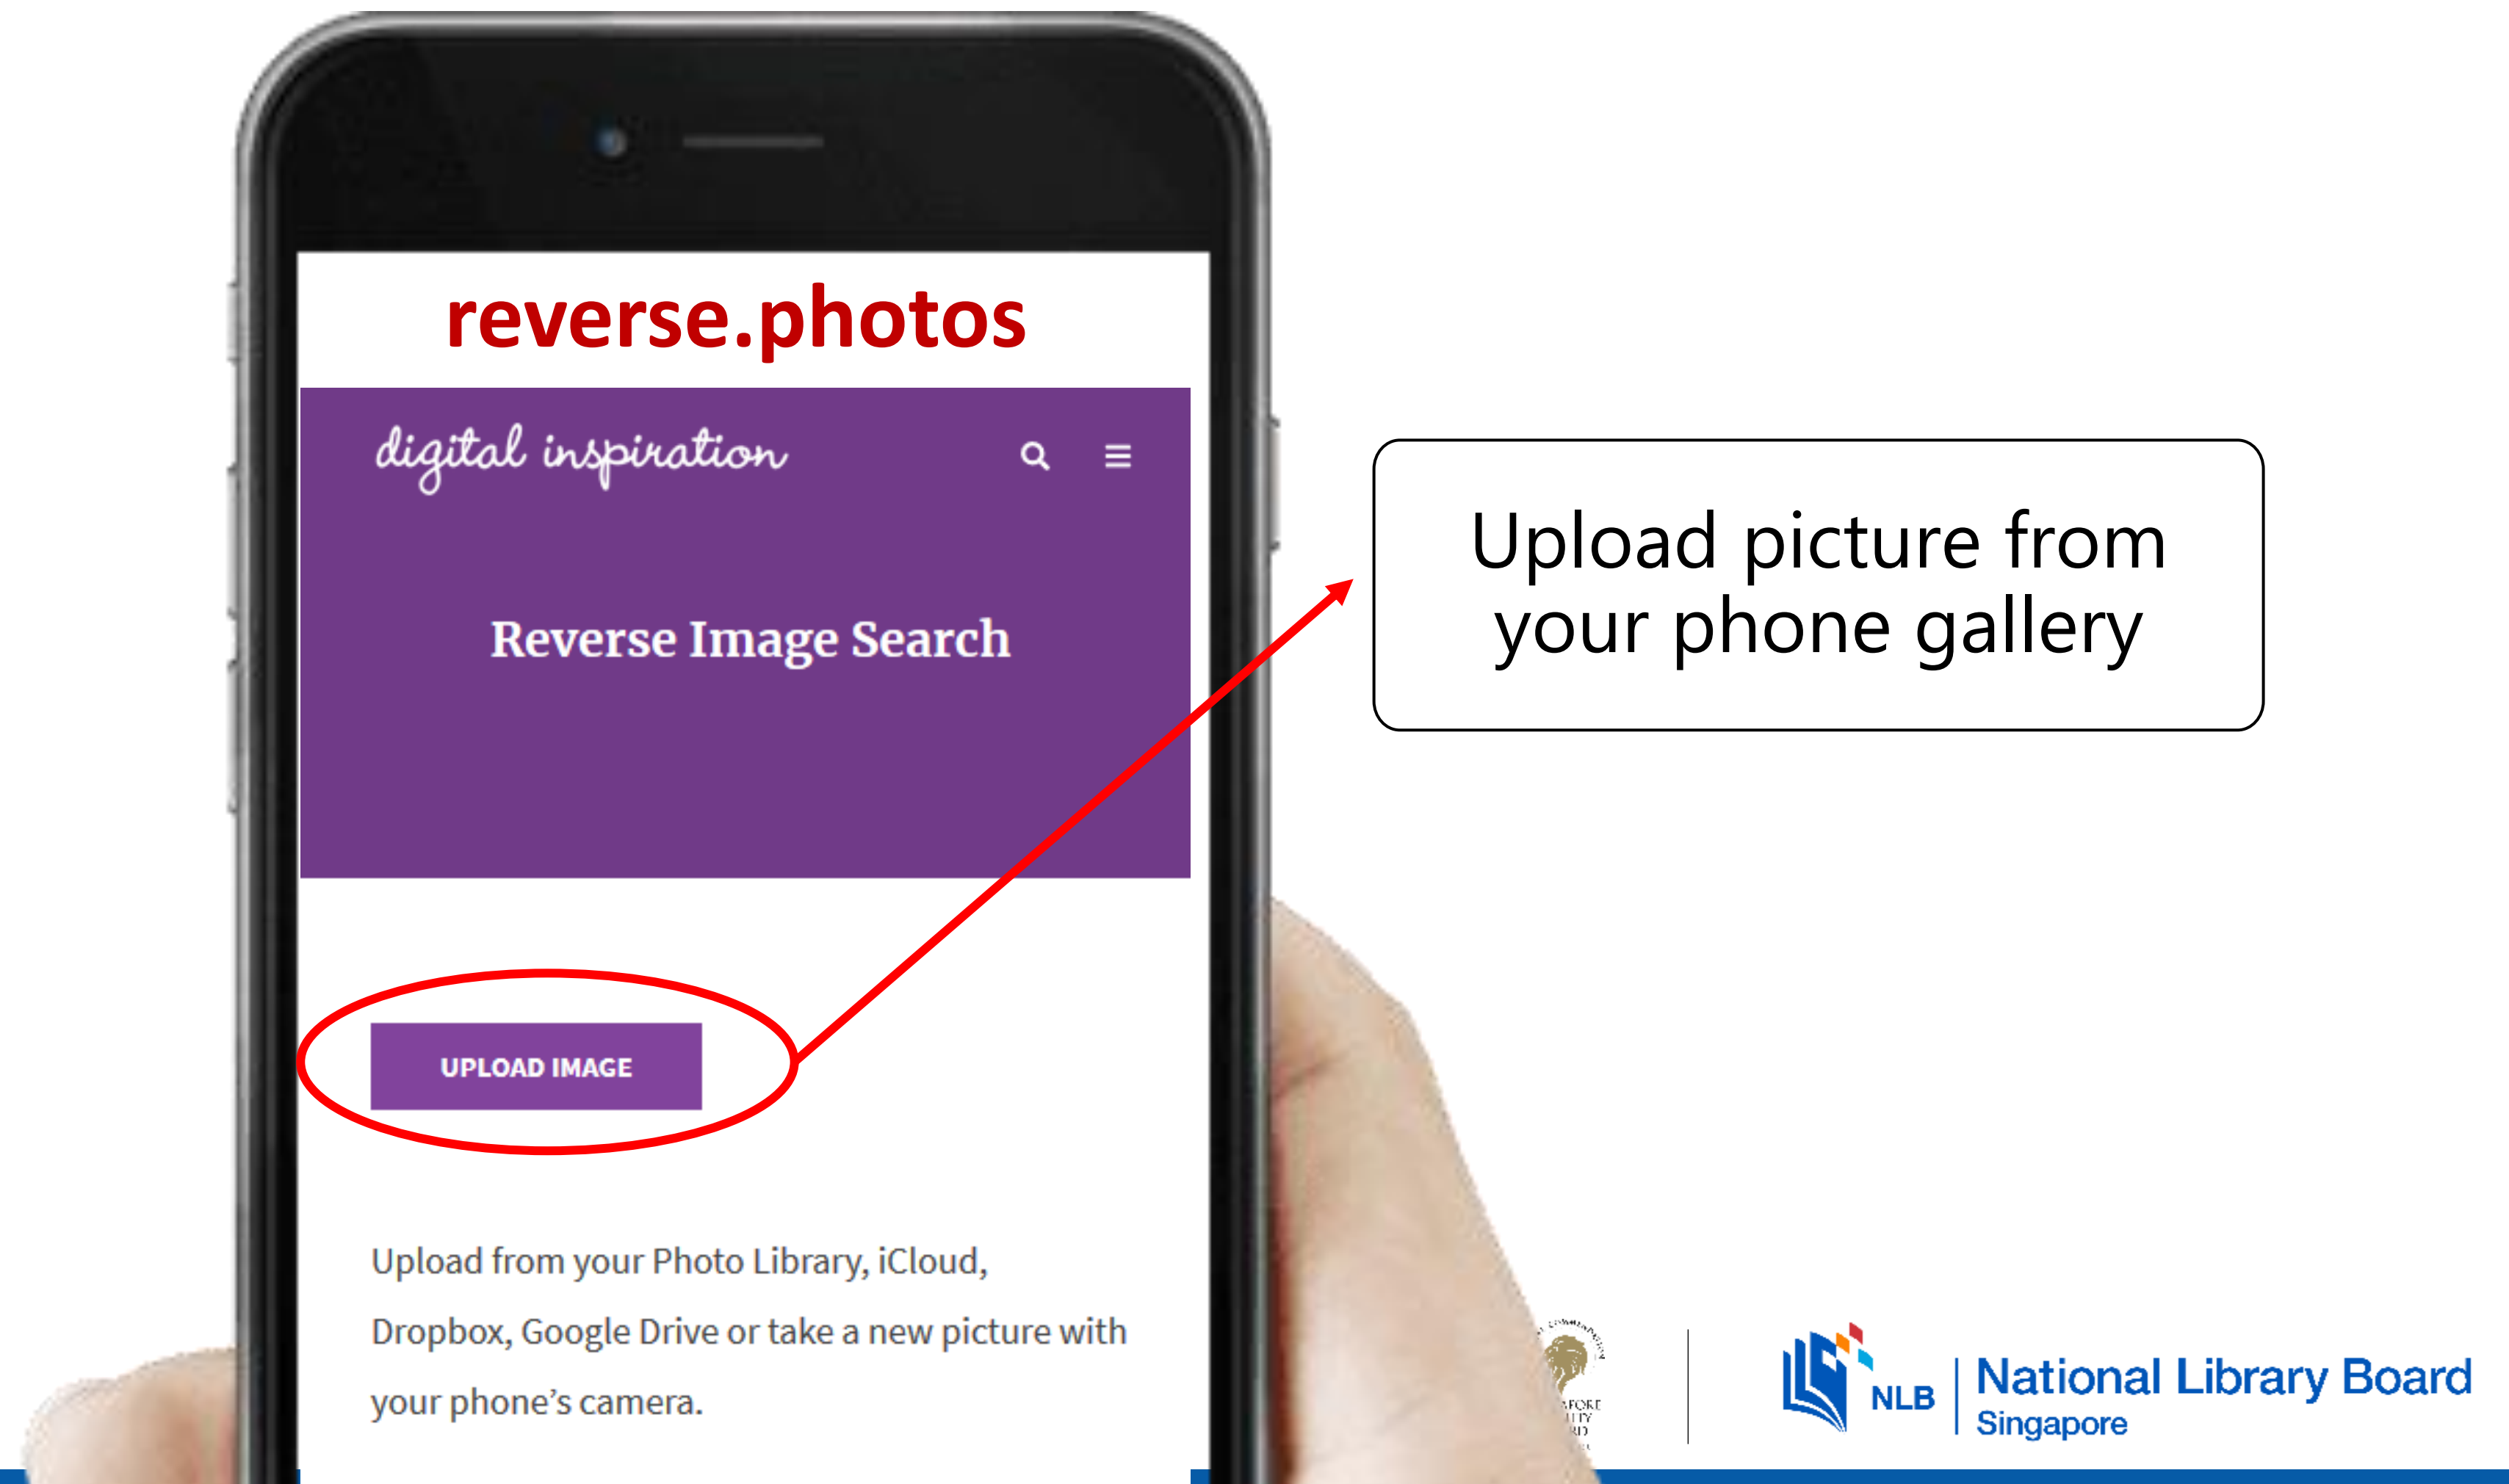 reverse.photos
digital inspiration
Reverse Image Search
UPLOAD IMAGE
Upload from your Photo Library, iCloud,
Dropbox, Google Drive or take a new picture with
your phone’s camera.
Upload picture from
your phone gallery
NLB
National Library Board
Singapore